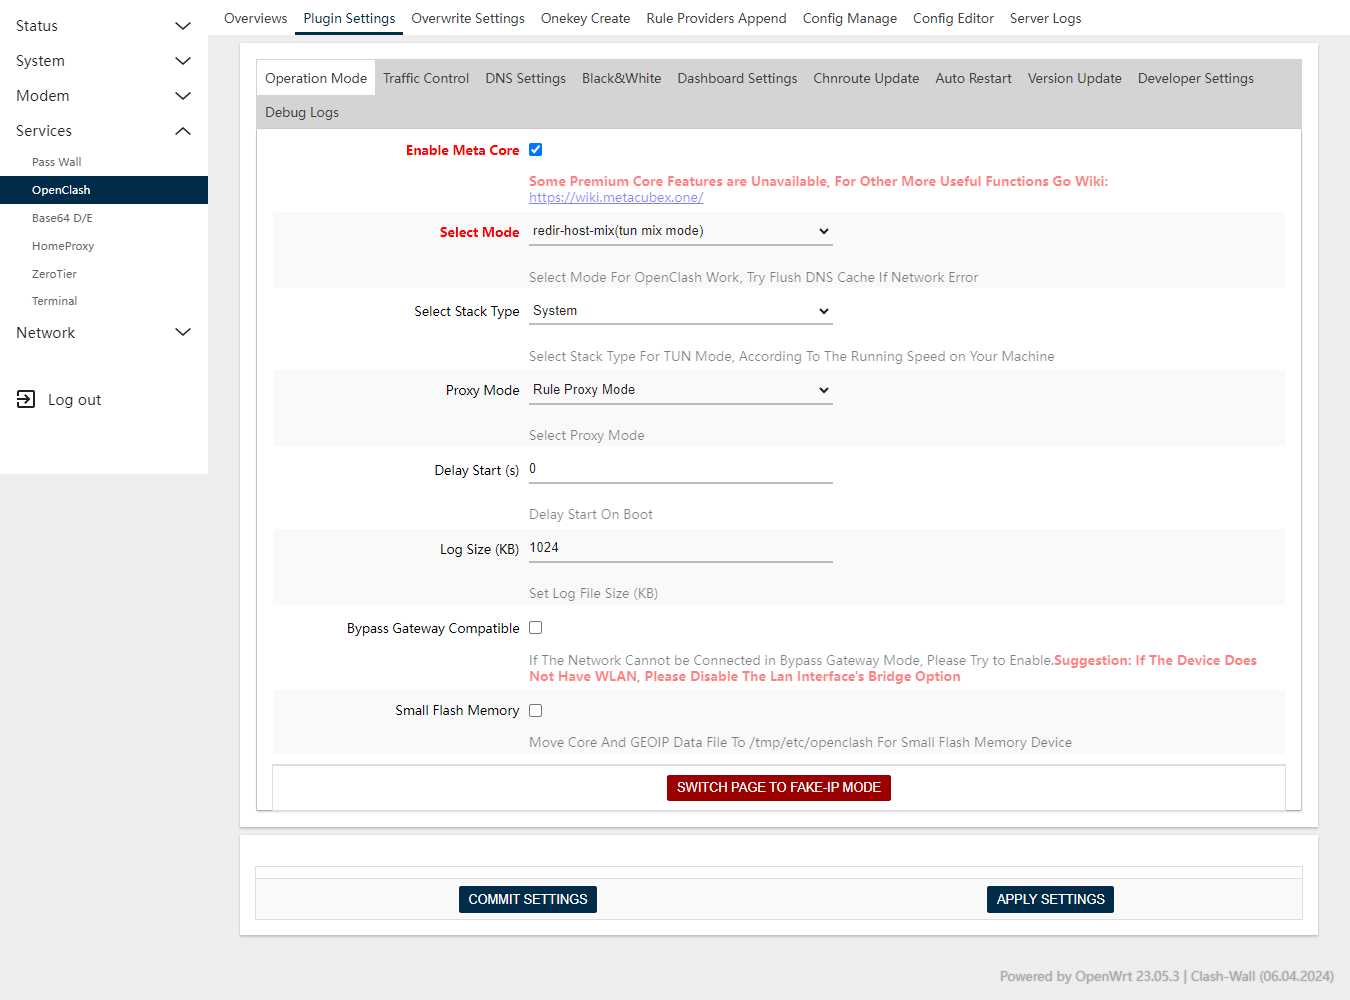 Status
System
Modem
Services
Pass Wall
OpenClash
Base64 D/E
HomeProxy
ZeroTier
Terminal
Network
Log out
Overviews Plugin Settings Overwrite Settings Onekey Create Rule Providers Append Config Manage Config Editor Server Logs
Operation Mode Traffic Control DNS Settings Black&White Dashboard Settings Chnroute Update Auto Restart Version Update Developer Settings
Debug Logs
Enable Meta Core
Some Premium Core Features are Unavailable, For Other More Useful Functions Go Wiki:
https://wiki.metacubex.one/
Select Mode redir-host-mix(tun mix mode)
Select Mode For OpenClash Work, Try Flush DNS Cache If Network Error
Select Stack Type System
Select Stack Type For TUN Mode, According To The Running Speed on Your Machine
Proxy Mode Rule Proxy Mode
Select Proxy Mode
Delay Start (s) 0
Delay Start On Boot
Log Size (KB) 1024
Set Log File Size (KB)
Bypass Gateway Compatible
If The Network Cannot be Connected in Bypass Gateway Mode, Please Try to Enable.Suggestion: If The Device Does
Not Have WLAN, Please Disable The Lan Interface's Bridge Option
Small Flash Memory
Move Core And GEOIP Data File To /tmp/etc/openclash For Small Flash Memory Device
SWITCH PAGE TO FAKE-IP MODE
COMMIT SETTINGS APPLY SETTINGS
Powered by OpenWrt 23.05.3 | Clash-Wall (06.04.2024)